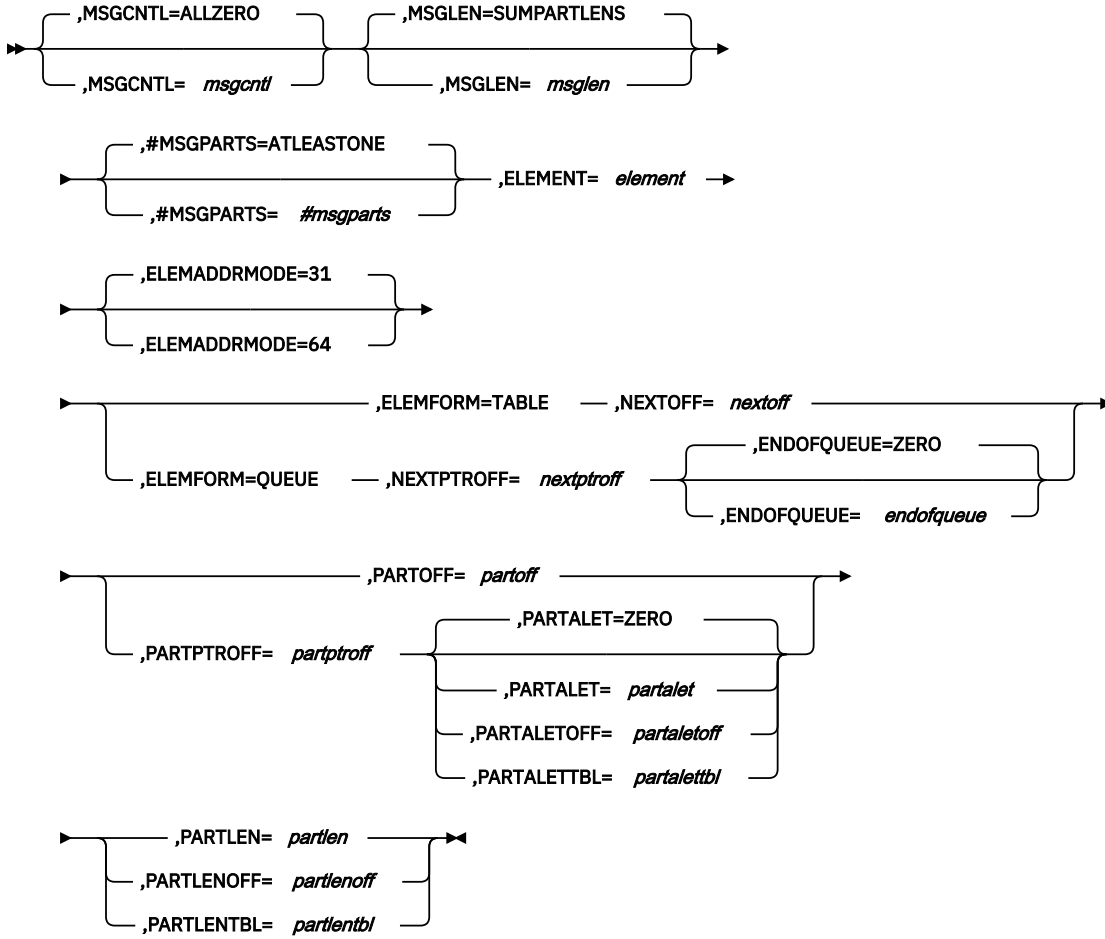 ,MSGCNTL=ALLZERO ,MSGLEN=SUMPARTLENS
,MSGCNTL= msgcntl ,MSGLEN= msglen
,#MSGPARTS=ATLEASTONE
,ELEMENT= element
,#MSGPARTS= #msgparts
,ELEMADDRMODE=31
,ELEMADDRMODE=64
,ELEMFORM=TABLE ,NEXTOFF= nextoff
,ENDOFQUEUE=ZERO
,ELEMFORM=QUEUE ,NEXTPTROFF= nextptroff
,ENDOFQUEUE= endofqueue
,PARTOFF= partoff
,PARTALET=ZERO
,PARTPTROFF= partptroff
,PARTALET= partalet
,PARTALETOFF= partaletoff
,PARTALETTBL= partalettbl
,PARTLEN= partlen
,PARTLENOFF= partlenoff
,PARTLENTBL= partlentbl